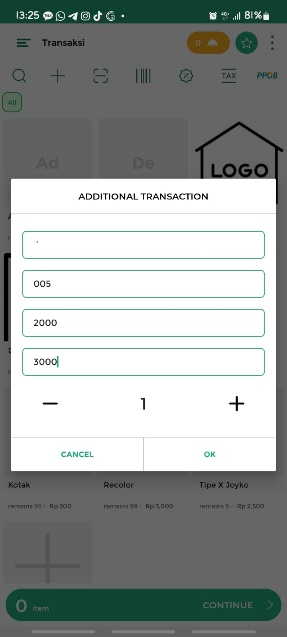 13:25
81%
Transaksi
0
TAX
PPOB
All
Ad
De
LOGO
ADDITIONAL TRANSACTION
005
2000
3000
1
CANCEL
OK
Kotak
Recolor
Tipe X Joyko
remains 95 - Rp 500
remains 99 - Rp 5,000
remains 5 - Rp 2,500
0 item
CONTINUE